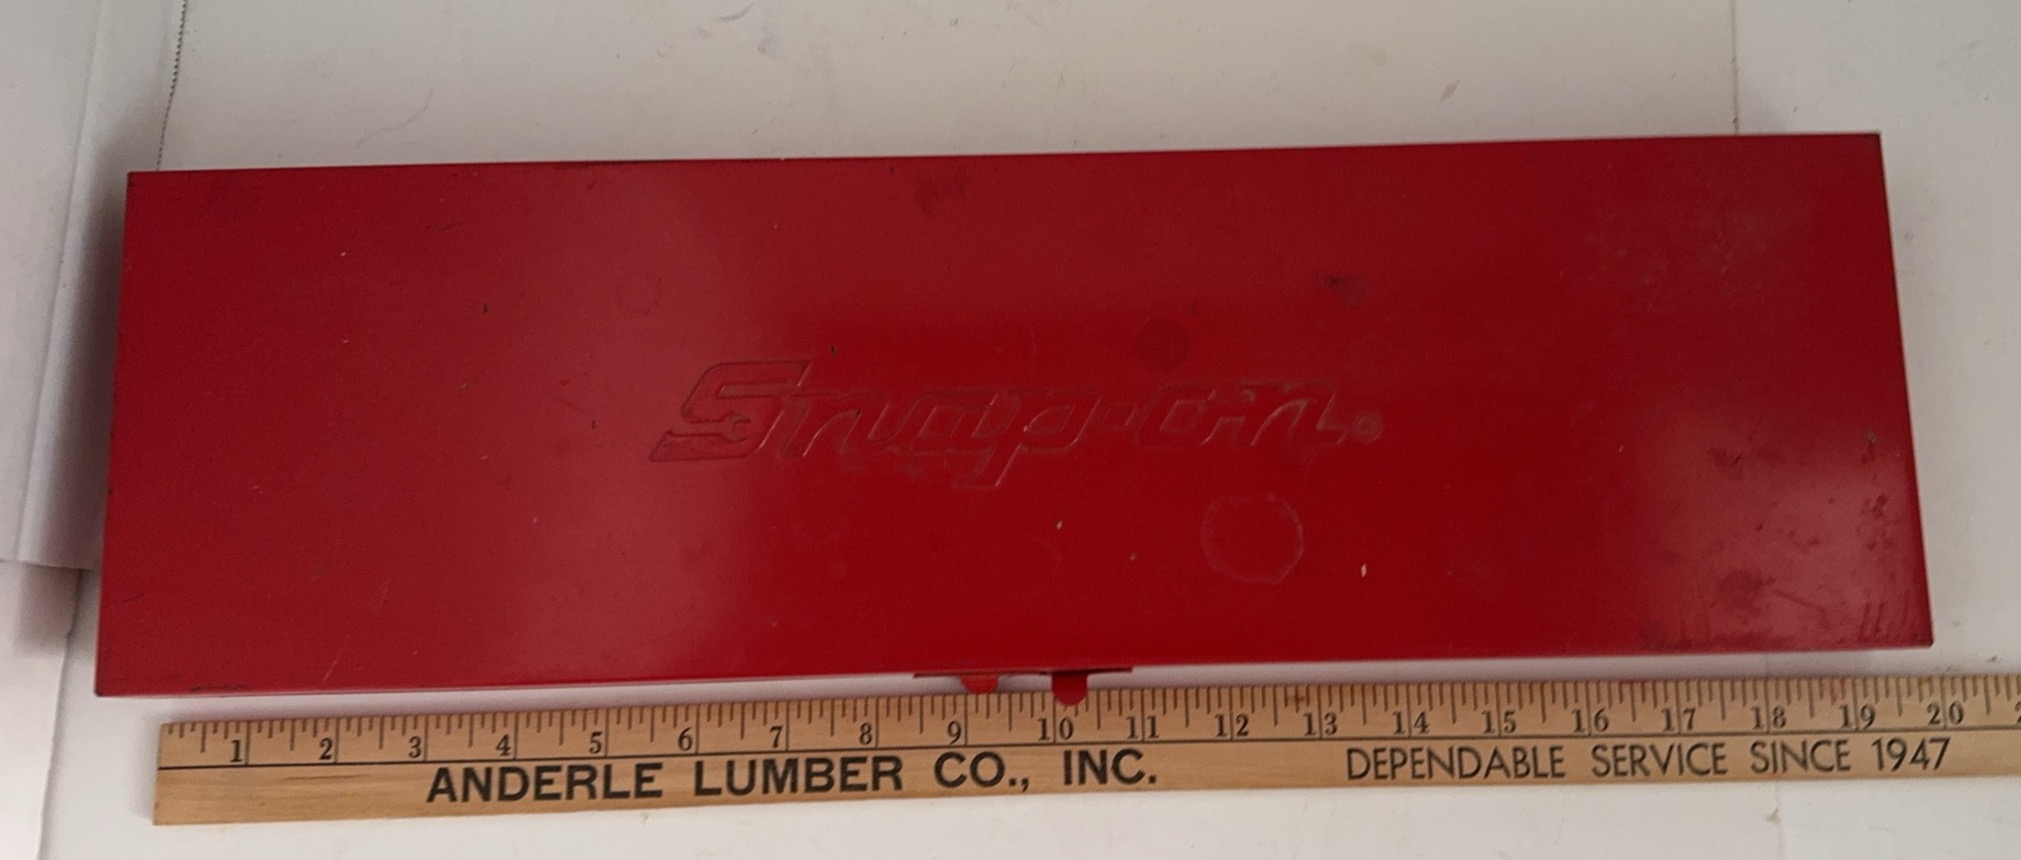 Snap-on®
1 2 3 4 5 6 7 8 9 10 11 12 13 14 15 16 17 18 19 20
ANDERLE LUMBER CO., INC. DEPENDABLE SERVICE SINCE 1947